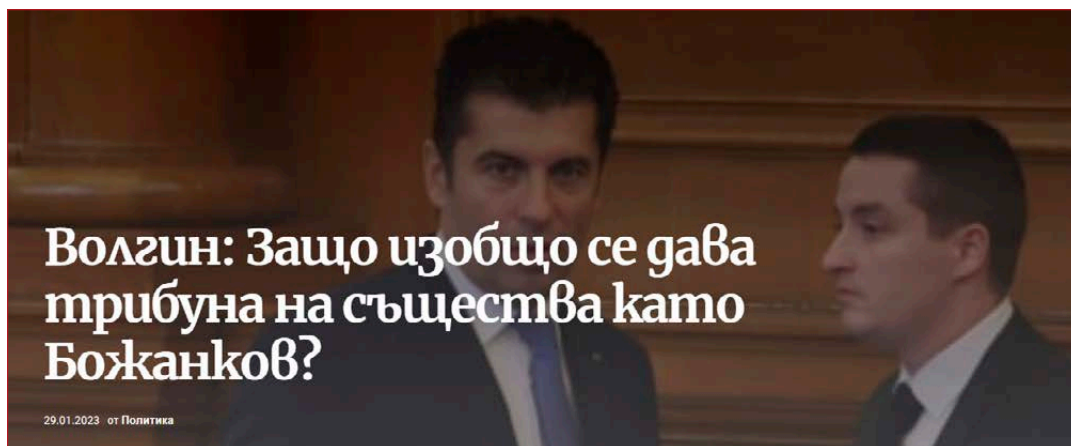 Волгин: Защо изобщо се дава
трибуна на същества като
Божанков?
29.01.2023 от Политика